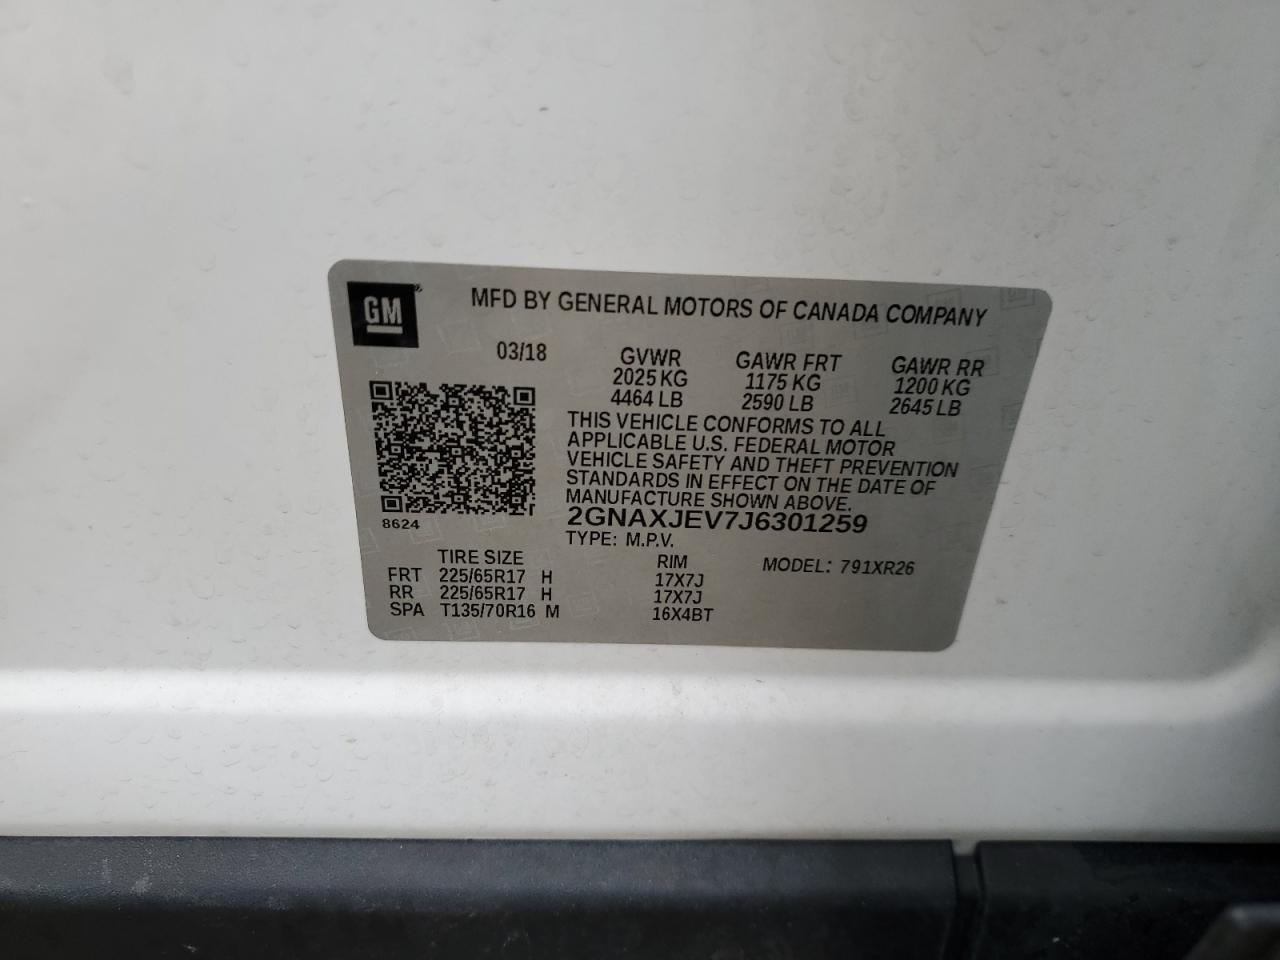 GM
MFD BY GENERAL MOTORS OF CANADA COMPANY
03/18
GVWR
2025 KG
4464 LB
GAWR FRT
1175 KG
2590 LB
GAWR RR
1200 KG
2645 LB
THIS VEHICLE CONFORMS TO ALL
APPLICABLE U.S. FEDERAL MOTOR
VEHICLE SAFETY AND THEFT PREVENTION
STANDARDS IN EFFECT ON THE DATE OF
MANUFACTURE SHOWN ABOVE.
2GNAXJEV7J6301259
TYPE: M.P.V.
8624
TIRE SIZE RIM MODEL: 791XR26
FRT 225/65R17 H 17X7J
RR 225/65R17 H 17X7J
SPA T135/70R16 M 16X4BT